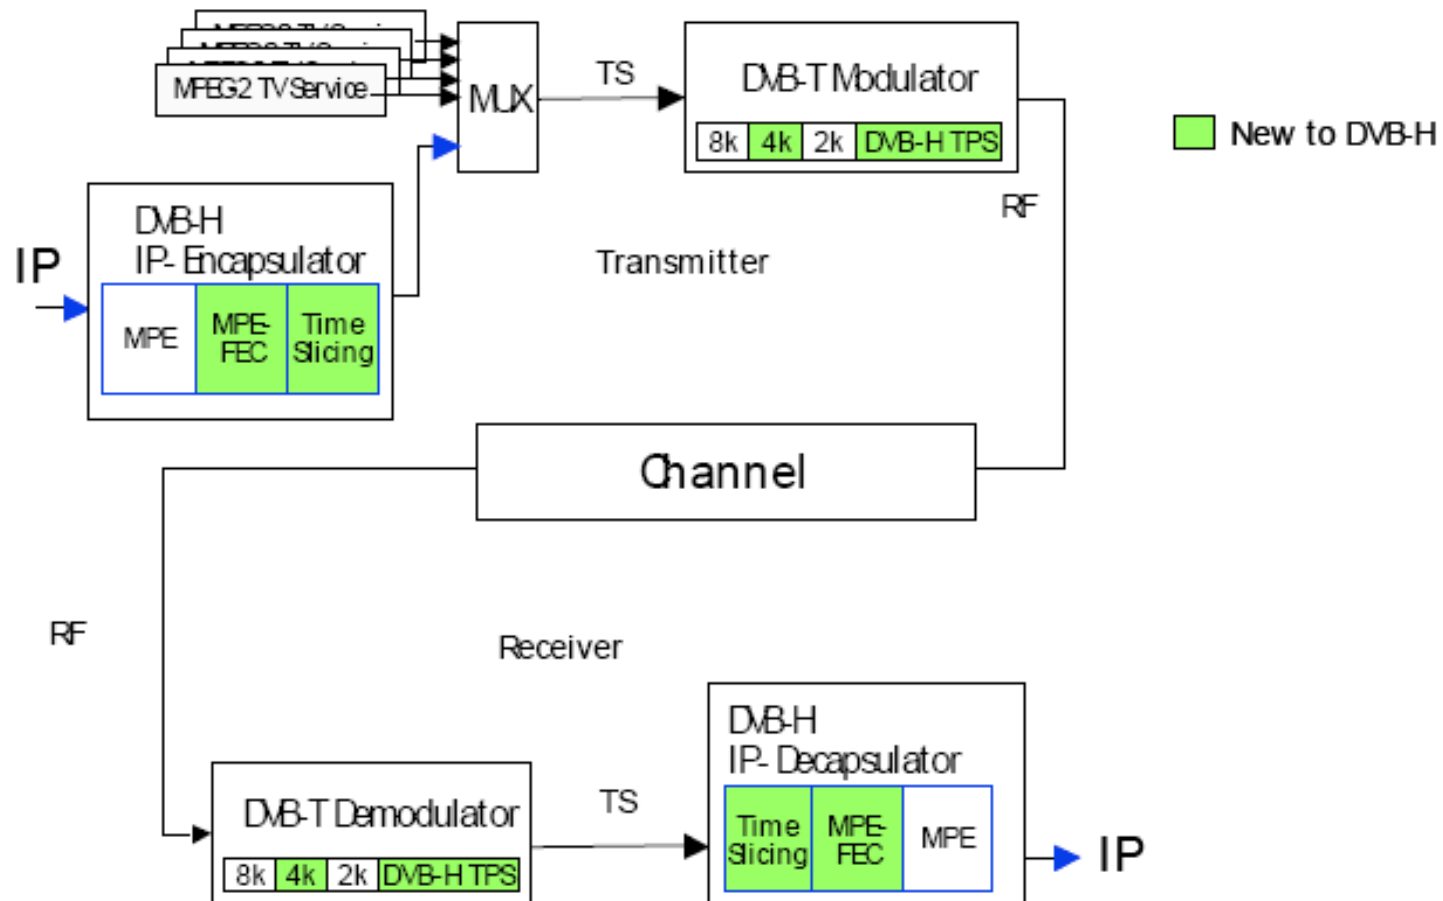 MPEG2 TV Service
MUX
TS
DVB-T Modulator
8k 4k 2k DVB-H TPS
New to DVB-H
RF
DVB-H
IP- Encapsulator
IP
MPE
MPE-
FEC
Time
Slicing
Transmitter
Channel
RF
Receiver
DVB-T Demodulator
8k 4k 2k DVB-H TPS
TS
DVB-H
IP- Decapsulator
Time
Slicing
MPE-
FEC
MPE
IP